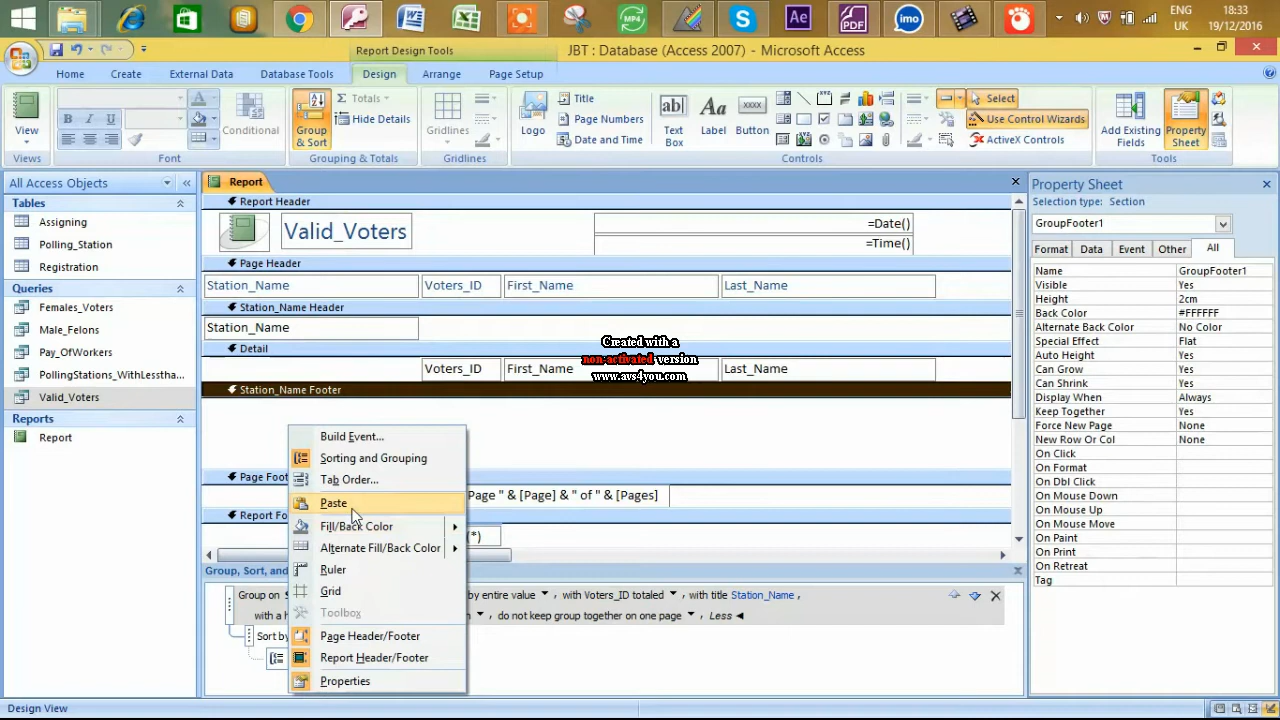 ENG 18:33
UK 19/12/2016
MP4
Ae
PDF
imo
Report Design Tools
JBT : Database (Access 2007) - Microsoft Access
Home Create External Data Database Tools Design Arrange Page Setup
View
Views
B I U
Font
Conditional
Group & Sort
Σ Totals
Hide Details
Grouping & Totals
Gridlines
Gridlines
Logo
Title
Page Numbers
Date and Time
ab|
Text Box
Aa
Label
xxxx
Button
Select
Use Control Wizards
ActiveX Controls
Controls
Add Existing Fields
Property Sheet
Tools
All Access Objects
Tables
Assigning
Polling_Station
Registration
Queries
Females_Voters
Male_Felons
Pay_OfWorkers
PollingStations_WithLesstha...
Valid_Voters
Reports
Report
Report
Report Header
Valid_Voters
=Date()
=Time()
Page Header
Station_Name Voters_ID First_Name Last_Name
Station_Name Header
Station_Name
Detail
Voters_ID First_Name Last_Name
Station_Name Footer
Created with a
non-activated version
www.avs4you.com
Page Foo
Page " & [Page] & " of " & [Pages]
Report Fo
(*)
Build Event...
Sorting and Grouping
Tab Order...
Paste
Fill/Back Color
Alternate Fill/Back Color
Ruler
Grid
Toolbox
Page Header/Footer
Report Header/Footer
Properties
Group, Sort, and
Group on by entire value , with Voters_ID totaled , with title Station_Name ,
with a h , do not keep group together on one page , Less
Sort by
Property Sheet
Selection type: Section
GroupFooter1
Format Data Event Other All
Name GroupFooter1
Visible Yes
Height 2cm
Back Color #FFFFFF
Alternate Back Color No Color
Special Effect Flat
Auto Height Yes
Can Grow Yes
Can Shrink Yes
Display When Always
Keep Together Yes
Force New Page None
New Row Or Col None
On Click
On Format
On Dbl Click
On Mouse Down
On Mouse Up
On Mouse Move
On Paint
On Print
On Retreat
Tag
Design View